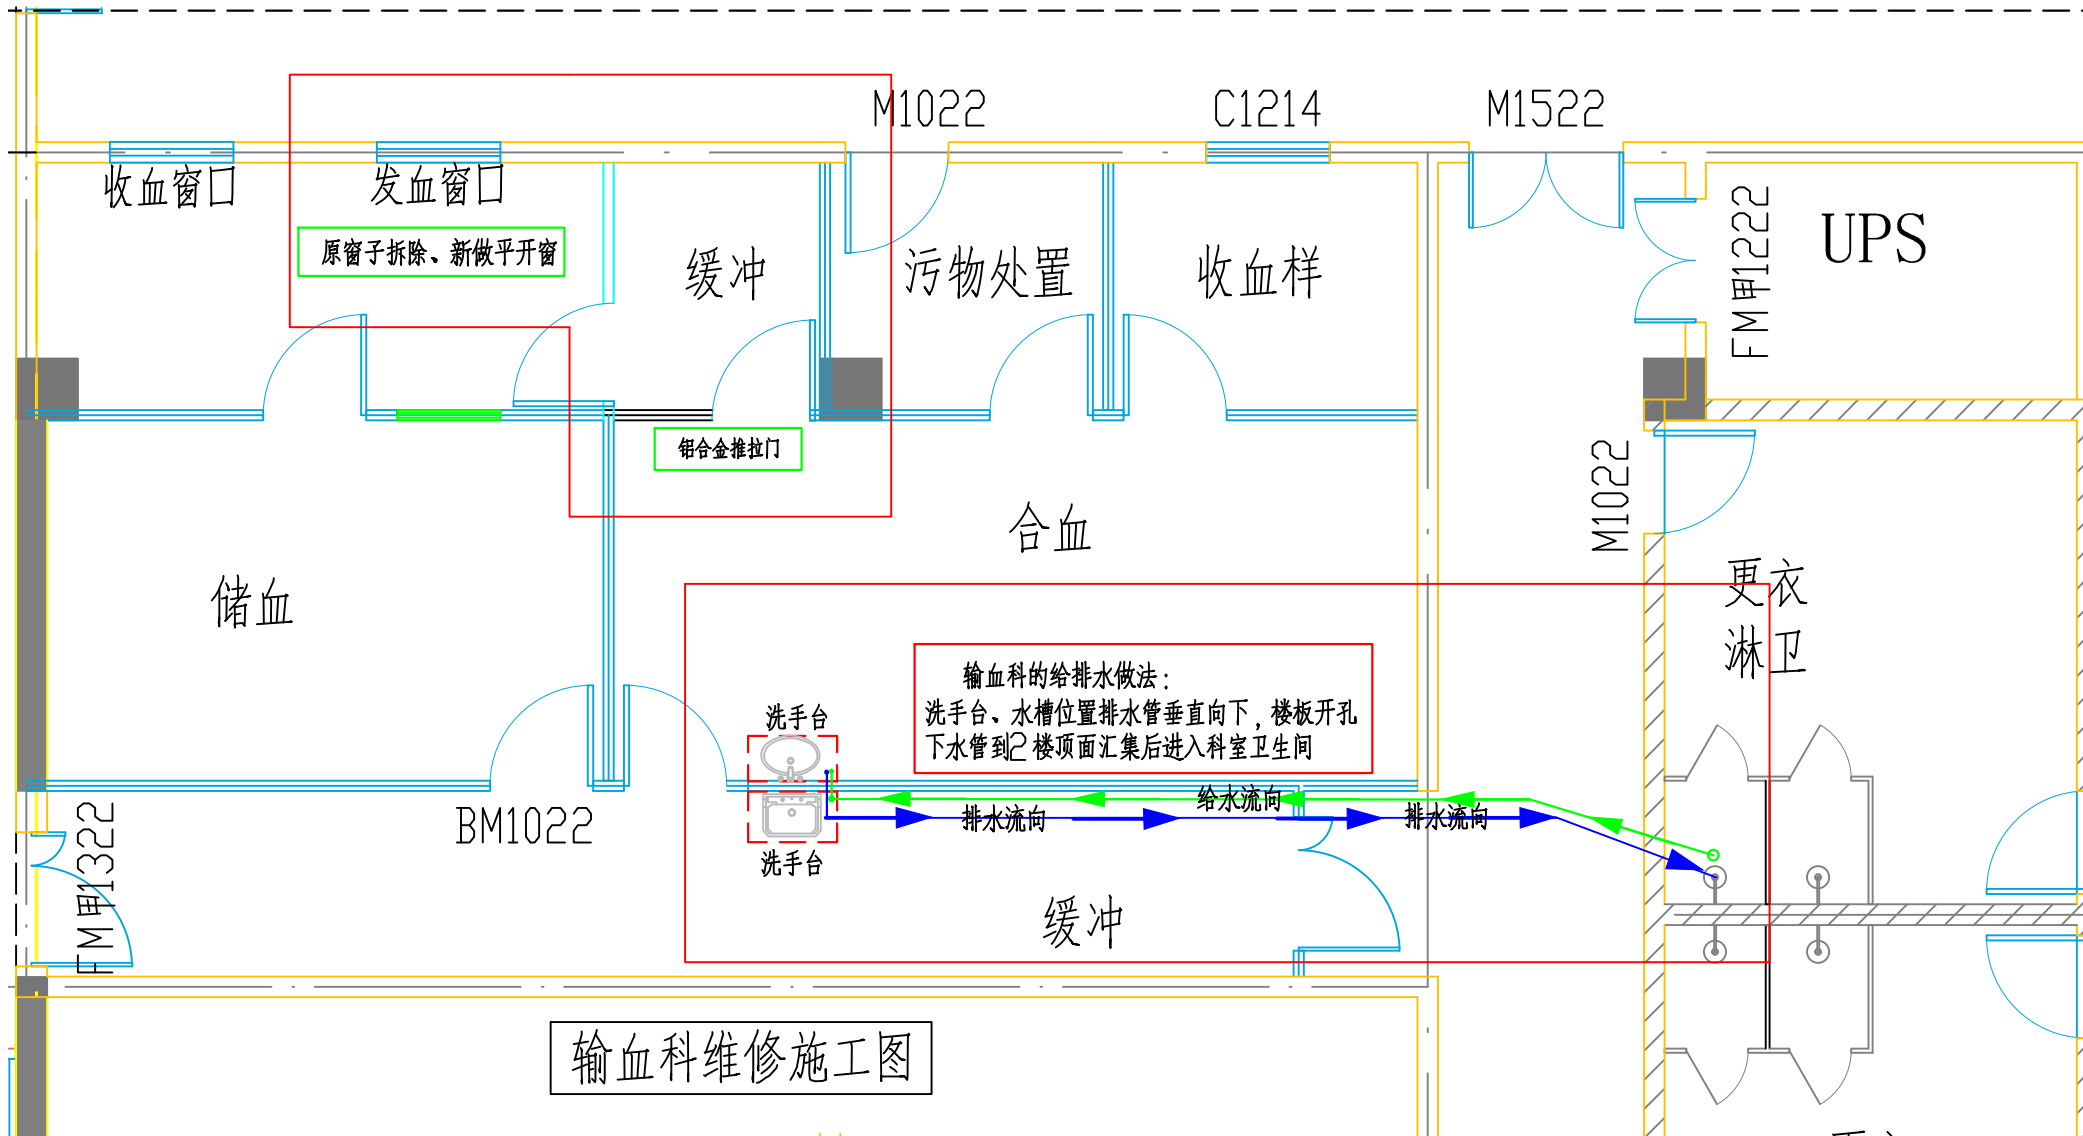 M1022
C1214
M1522
收血窗口
发血窗口
原窗子拆除、新做平开窗
缓冲
污物处置
收血样
FM甲1222
UPS
铝合金推拉门
M1022
合血
储血
更衣
淋卫
输血科的给排水做法：
洗手台、水槽位置排水管垂直向下，楼板开孔
下水管到2楼顶面汇集后进入科室卫生间
洗手台
给水流向
排水流向
排水流向
BM1022
FM甲1322
洗手台
缓冲
输血科维修施工图